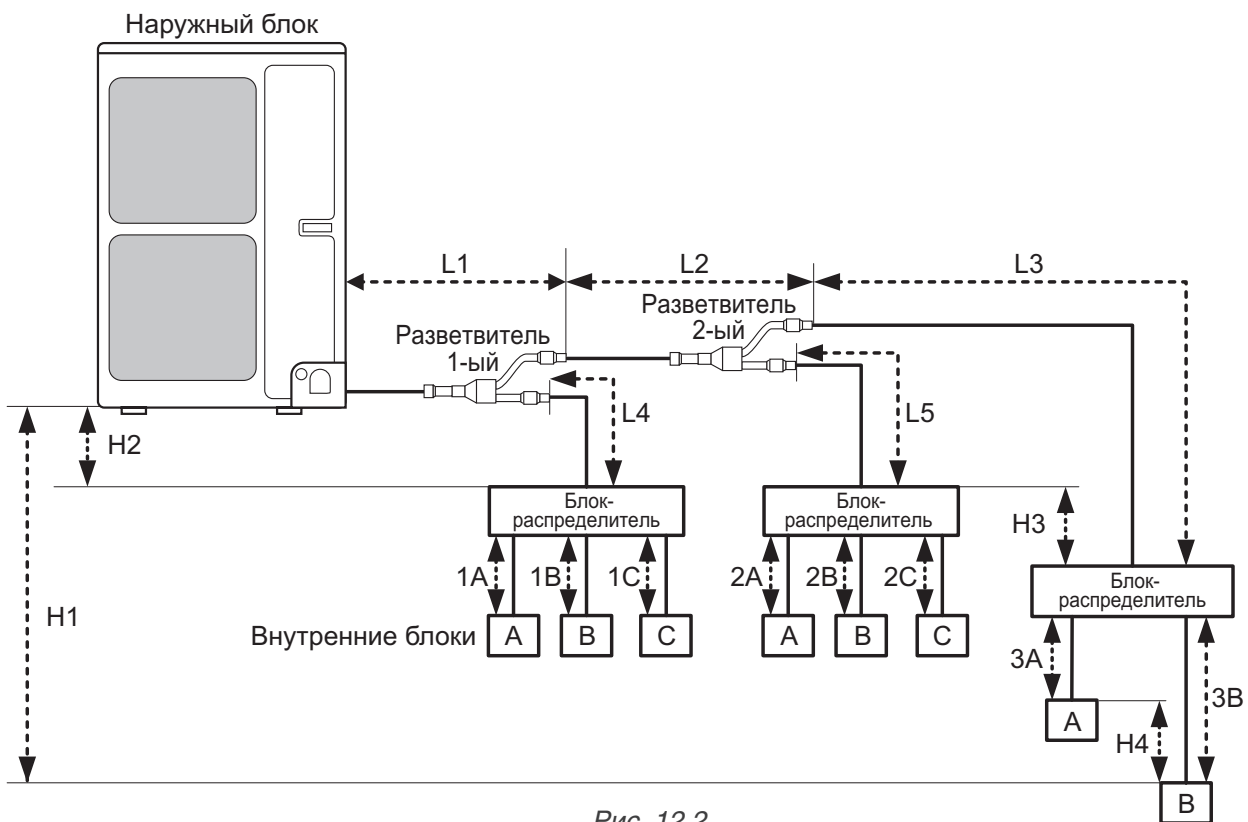 Наружный блок
L1
L2
L3
Разветвитель
1-ый
Разветвитель
2-ый
L4
L5
H2
H1
Блок-
распределитель
Блок-
распределитель
H3
Блок-
распределитель
1A
1B
1C
2A
2B
2C
Внутренние блоки
A
B
C
A
B
C
3A
3B
A
H4
B
Рис. 12.2